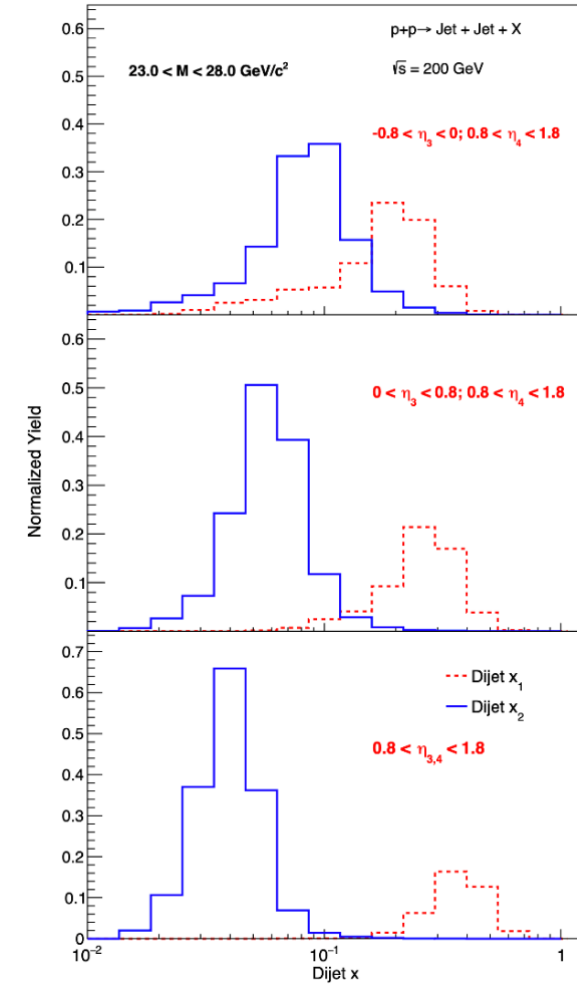 p+p→ Jet + Jet + X
23.0 < M < 28.0 GeV/c²
√s = 200 GeV
-0.8 < η₃ < 0; 0.8 < η₄ < 1.8
0.6
0.5
0.4
0.3
0.2
0.1
0 < η₃ < 0.8; 0.8 < η₄ < 1.8
0.6
0.5
0.4
0.3
0.2
0.1
Normalized Yield
Dijet x₁
Dijet x₂
0.8 < η₃,₄ < 1.8
0.7
0.6
0.5
0.4
0.3
0.2
0.1
0
10⁻² 10⁻¹ 1
Dijet x